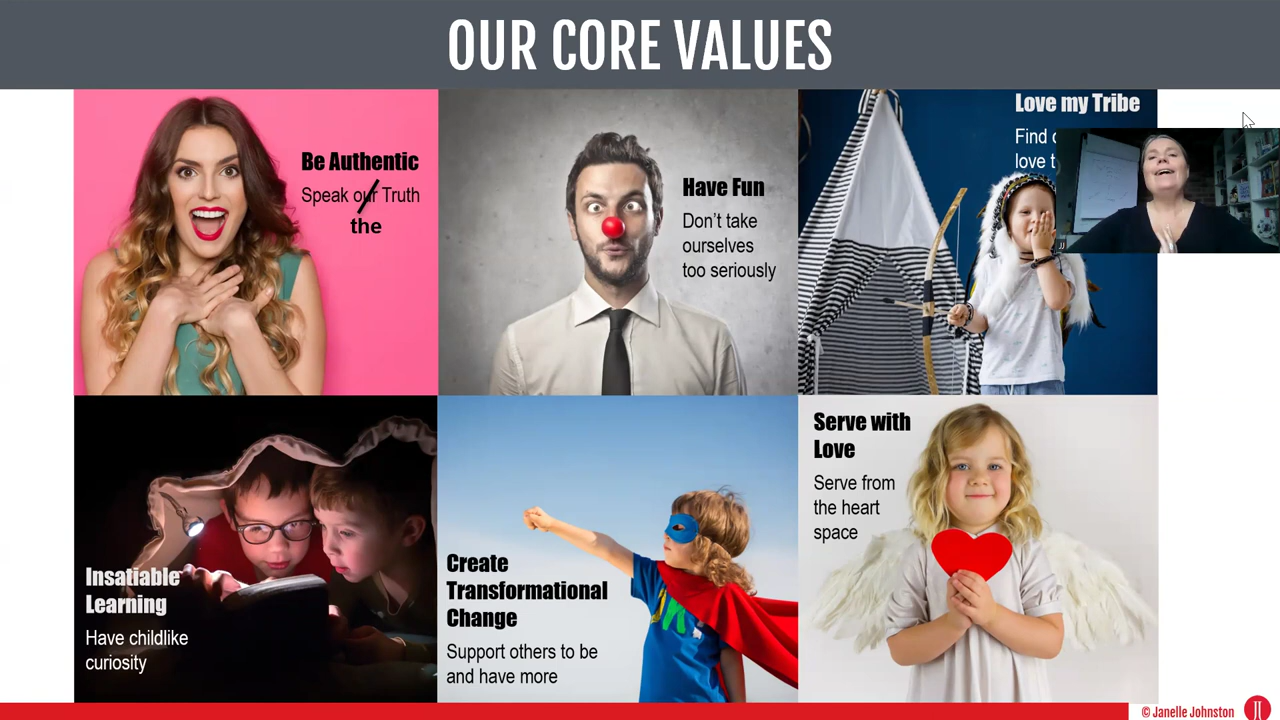 OUR CORE VALUES
Be Authentic
Speak our Truth
the
Have Fun
Don't take
ourselves
too seriously
Love my Tribe
Find
love
Insatiable
Learning
Have childlike
curiosity
Create
Transformational
Change
Support others to be
and have more
Serve with
Love
Serve from
the heart
space
JJ
© Janelle Johnston